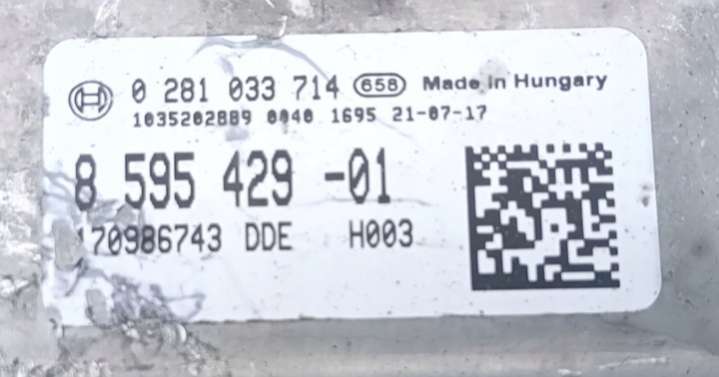 0 281 033 714 658 Made in Hungary
1035202889 0040 1695 21-07-17
8 595 429 -01
170986743 DDE H003